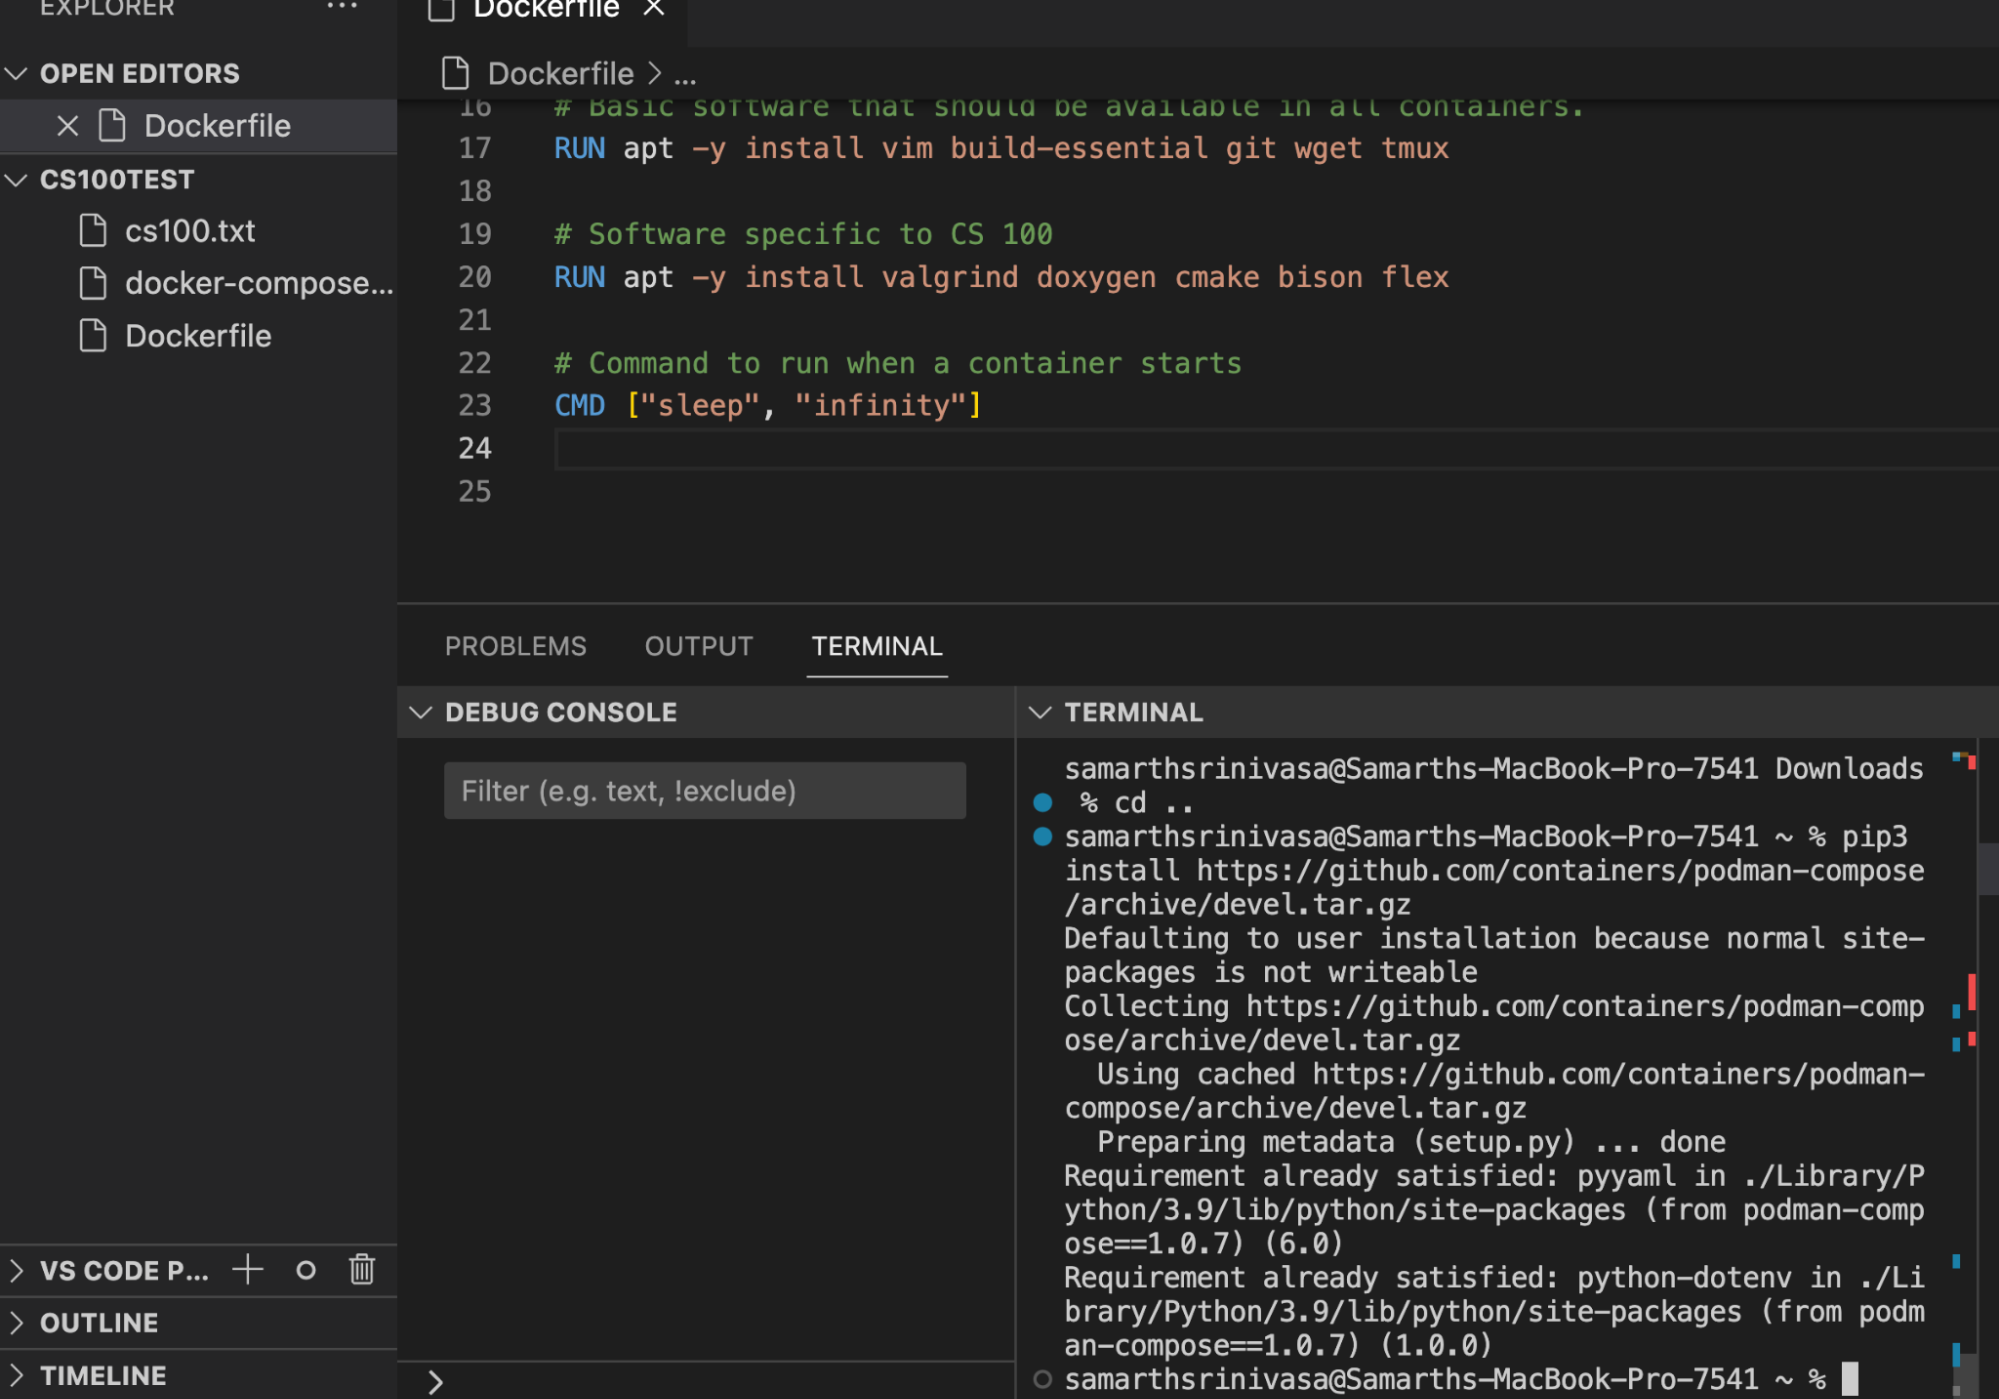 EXPLORER ...
OPEN EDITORS
Dockerfile
CS100TEST
cs100.txt
docker-compose...
Dockerfile
VS CODE P...
OUTLINE
TIMELINE
Dockerfile
Dockerfile > ...
16 # Basic software that should be available in all containers.
17 RUN apt -y install vim build-essential git wget tmux
18
19 # Software specific to CS 100
20 RUN apt -y install valgrind doxygen cmake bison flex
21
22 # Command to run when a container starts
23 CMD ["sleep", "infinity"]
24
25
PROBLEMS OUTPUT TERMINAL
DEBUG CONSOLE
Filter (e.g. text, !exclude)
>
TERMINAL
samarthsrinivasa@Samarths-MacBook-Pro-7541 Downloads
% cd ..
samarthsrinivasa@Samarths-MacBook-Pro-7541 ~ % pip3
install https://github.com/containers/podman-compose
/archive/devel.tar.gz
Defaulting to user installation because normal site-
packages is not writeable
Collecting https://github.com/containers/podman-comp
ose/archive/devel.tar.gz
Using cached https://github.com/containers/podman-
compose/archive/devel.tar.gz
Preparing metadata (setup.py) ... done
Requirement already satisfied: pyyaml in ./Library/P
ython/3.9/lib/python/site-packages (from podman-comp
ose==1.0.7) (6.0)
Requirement already satisfied: python-dotenv in ./Li
brary/Python/3.9/lib/python/site-packages (from podm
an-compose==1.0.7) (1.0.0)
samarthsrinivasa@Samarths-MacBook-Pro-7541 ~ %